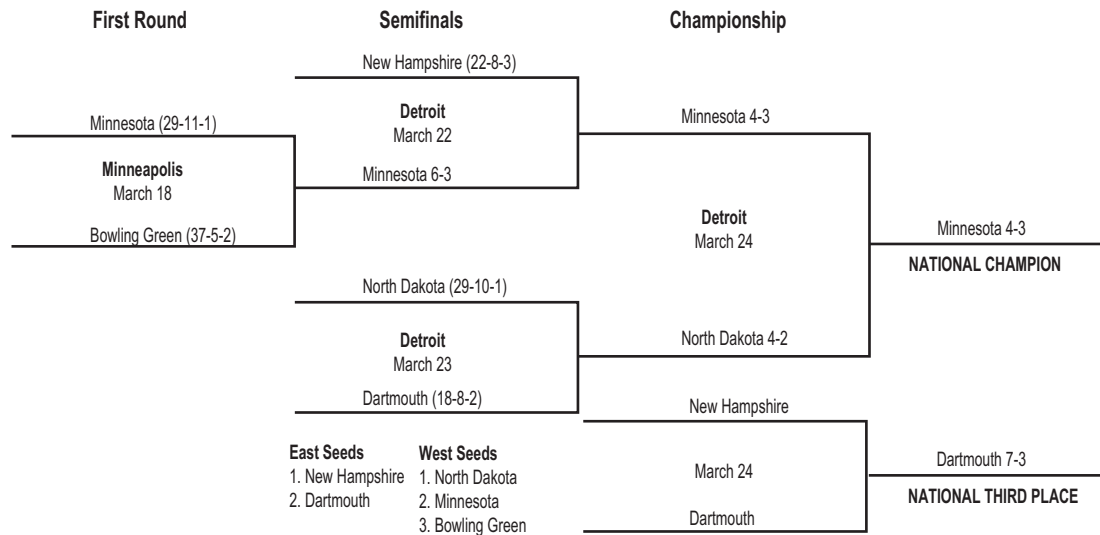 First Round
Semifinals
Championship
New Hampshire (22-8-3)
Detroit
March 22
Minnesota 4-3
Minnesota (29-11-1)
Minneapolis
March 18
Minnesota 6-3
Bowling Green (37-5-2)
Detroit
March 24
Minnesota 4-3
NATIONAL CHAMPION
North Dakota (29-10-1)
Detroit
March 23
North Dakota 4-2
Dartmouth (18-8-2)
New Hampshire
March 24
Dartmouth 7-3
NATIONAL THIRD PLACE
Dartmouth
East Seeds
1. New Hampshire
2. Dartmouth
West Seeds
1. North Dakota
2. Minnesota
3. Bowling Green